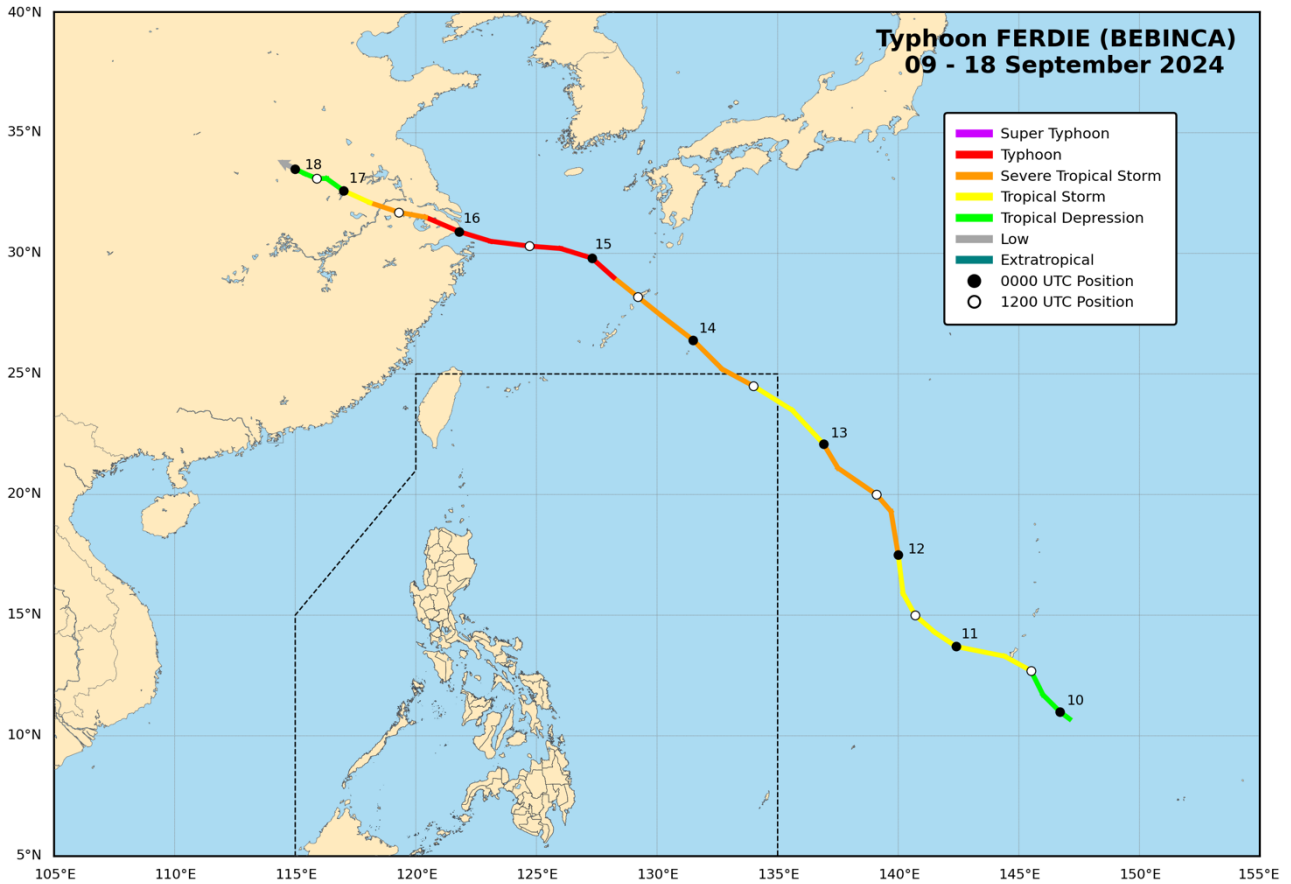 40°N
35°N
30°N
25°N
20°N
15°N
10°N
5°N
Typhoon FERDIE (BEBINCA)
09 - 18 September 2024
Super Typhoon
Typhoon
Severe Tropical Storm
Tropical Storm
Tropical Depression
Low
Extratropical
0000 UTC Position
1200 UTC Position
18
17
16
15
14
13
12
11
10
105°E
110°E
115°E
120°E
125°E
130°E
135°E
140°E
145°E
150°E
155°E